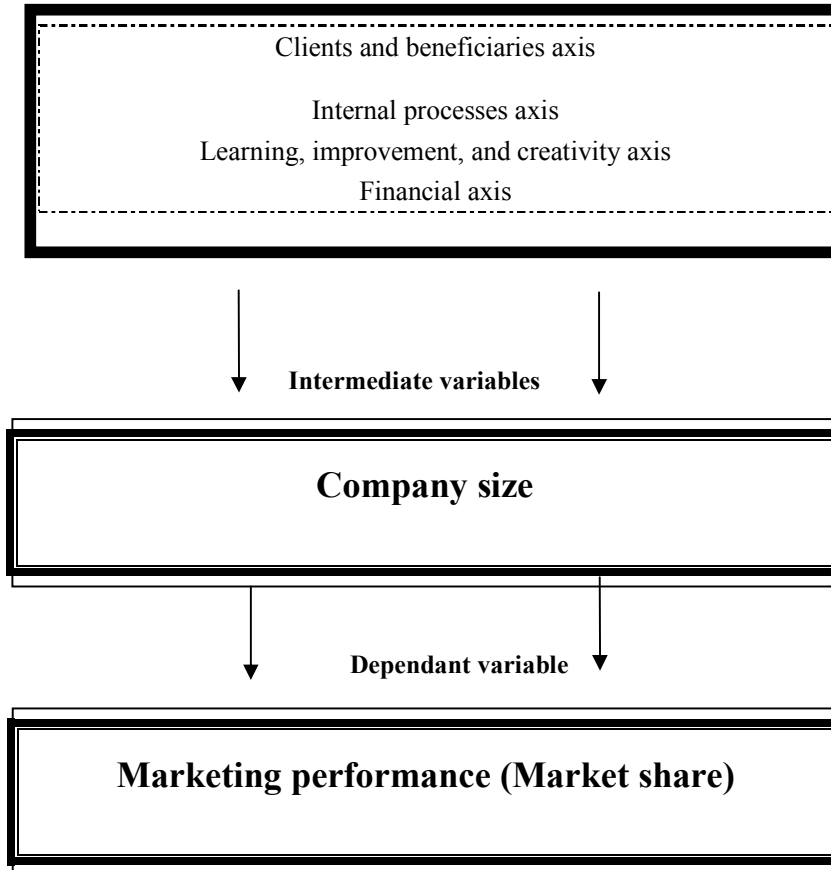 Clients and beneficiaries axis
Internal processes axis
Learning, improvement, and creativity axis
Financial axis
Intermediate variables
Company size
Dependant variable
Marketing performance (Market share)